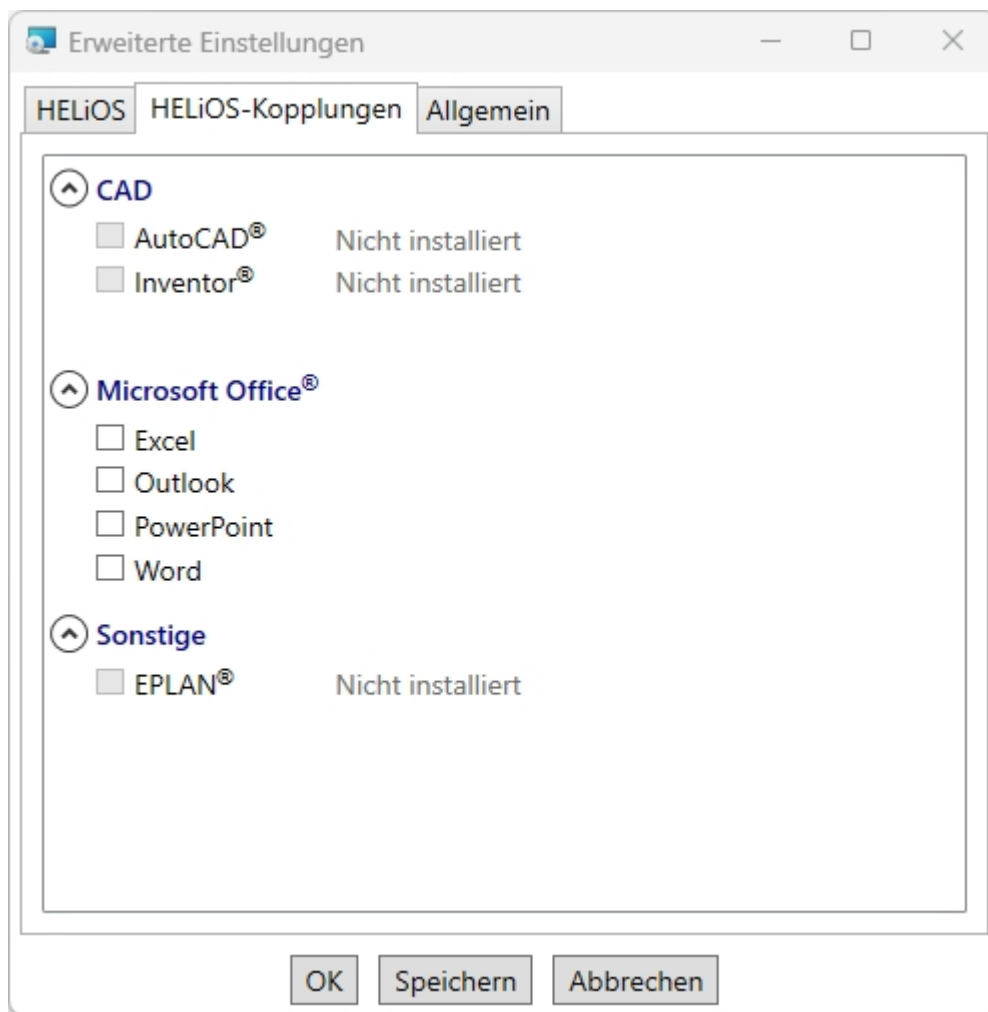 Erweiterte Einstellungen
HELiOS HELiOS-Kopplungen Allgemein
CAD
AutoCAD® Nicht installiert
Inventor® Nicht installiert
Microsoft Office®
Excel
Outlook
PowerPoint
Word
Sonstige
EPLAN® Nicht installiert
OK Speichern Abbrechen